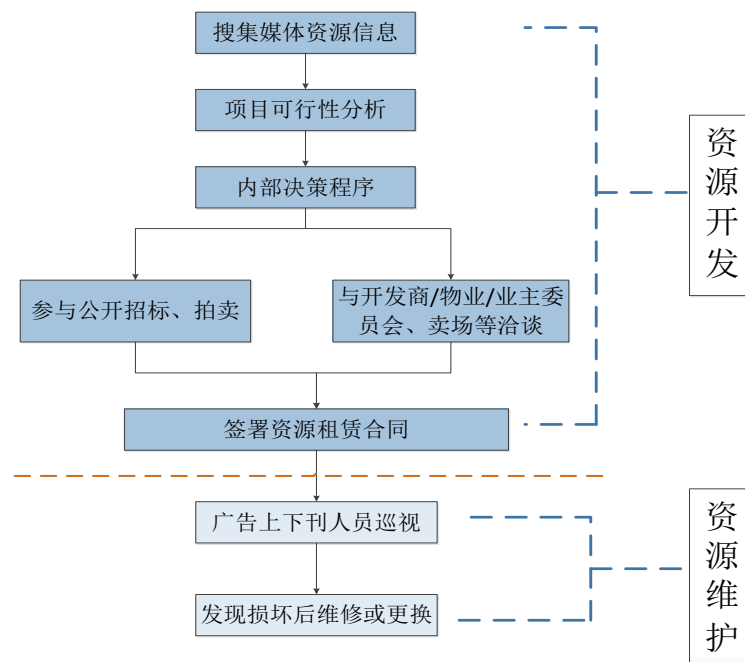 搜集媒体资源信息
项目可行性分析
内部决策程序
参与公开招标、拍卖
与开发商/物业/业主委
员会、卖场等洽谈
签署资源租赁合同
资源开发
广告上下刊人员巡视
发现损坏后维修或更换
资源维护